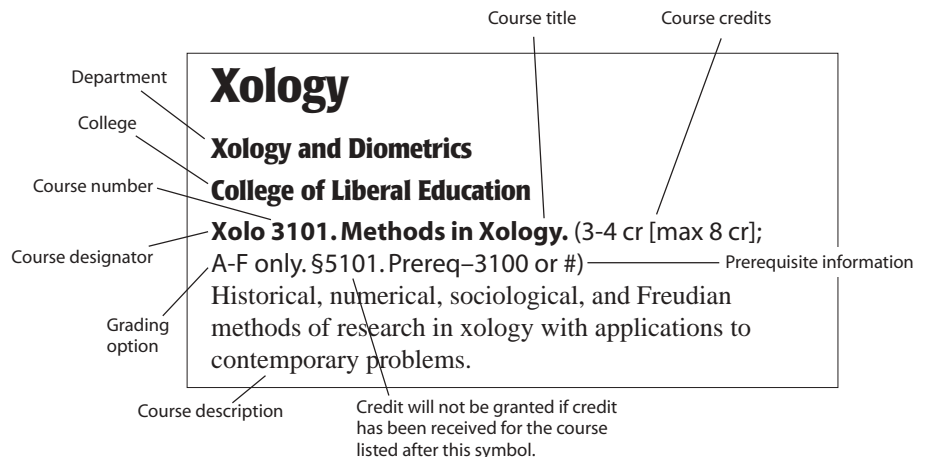 Course title
Course credits
Department
College
Course number
Course designator
Grading
option
Course description
Xology
Xology and Diometrics
College of Liberal Education
Xolo 3101. Methods in Xology. (3-4 cr [max 8 cr];
A-F only. §5101. Prereq–3100 or #)
Historical, numerical, sociological, and Freudian
methods of research in xology with applications to
contemporary problems.
Prerequisite information
Credit will not be granted if credit
has been received for the course
listed after this symbol.